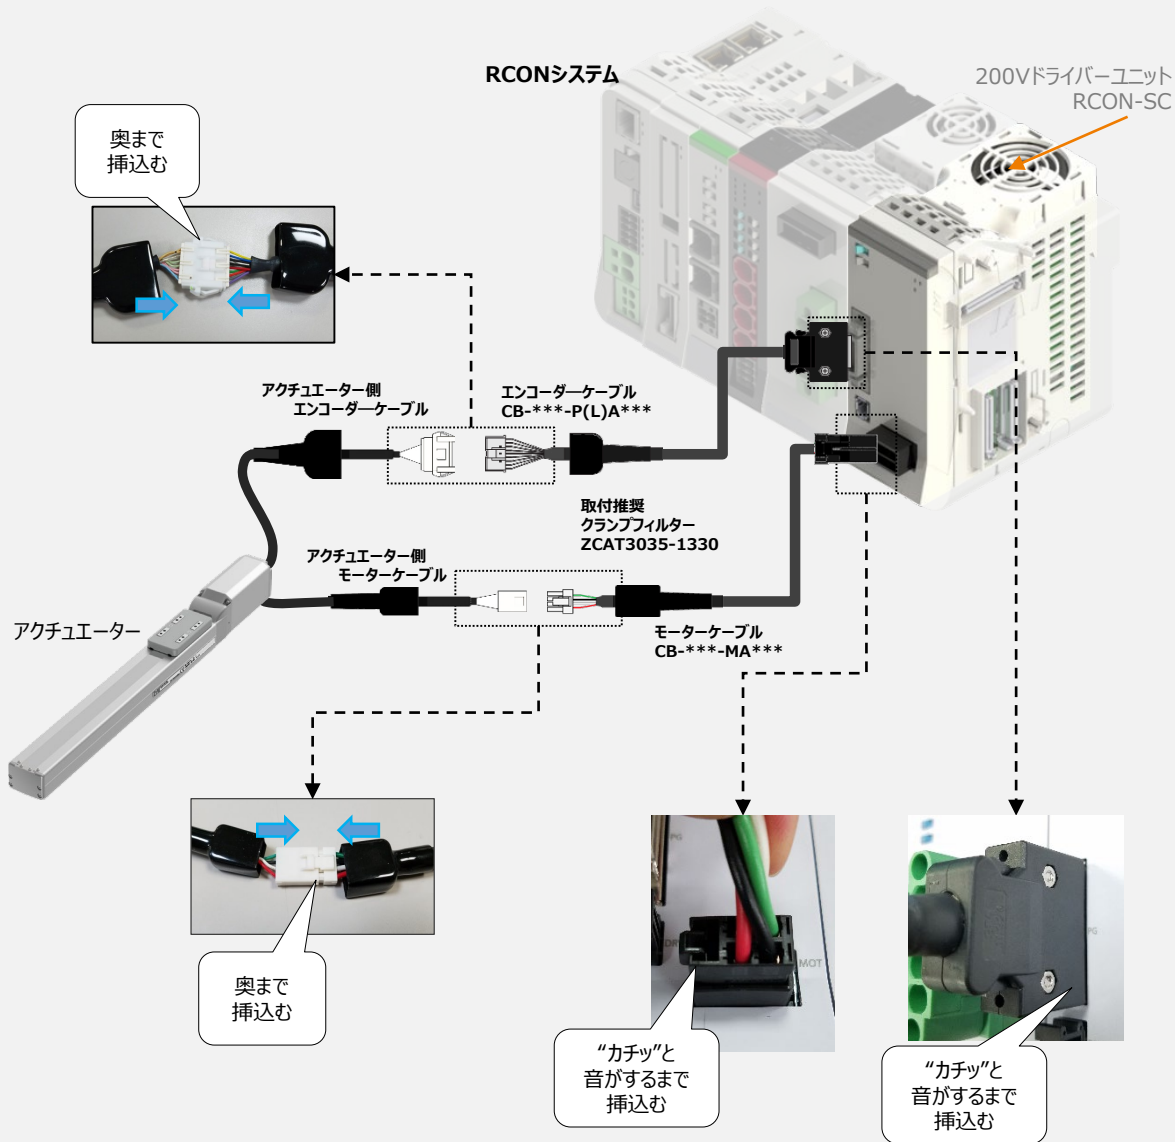 RCONシステム
200Vドライバーユニット
RCON-SC
奥まで
挿込む
アクチュエーター側
エンコーダ―ケーブル
エンコーダ―ケーブル
CB-***-P(L)A***
取付推奨
クランプフィルター
ZCAT3035-1330
アクチュエーター側
モーターケーブル
アクチュエーター
モーターケーブル
CB-***-MA***
奥まで
挿込む
MOT
PG
“カチッ”と
音がするまで
挿込む
“カチッ”と
音がするまで
挿込む